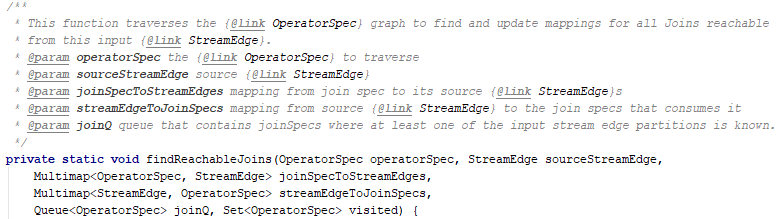 /**
 * This function traverses the {@link OperatorSpec} graph to find and update mappings for all Joins reachable
 * from this input {@link StreamEdge}.
 * @param operatorSpec the {@link OperatorSpec} to traverse
 * @param sourceStreamEdge source {@link StreamEdge}
 * @param joinSpecToStreamEdges mapping from join spec to its source {@link StreamEdge}s
 * @param streamEdgeToJoinSpecs mapping from source {@link StreamEdge} to the join specs that consumes it
 * @param joinQ queue that contains joinSpecs where at least one of the input stream edge partitions is known.
 */
private static void findReachableJoins(OperatorSpec operatorSpec, StreamEdge sourceStreamEdge,
    Multimap<OperatorSpec, StreamEdge> joinSpecToStreamEdges,
    Multimap<StreamEdge, OperatorSpec> streamEdgeToJoinSpecs,
    Queue<OperatorSpec> joinQ, Set<OperatorSpec> visited) {